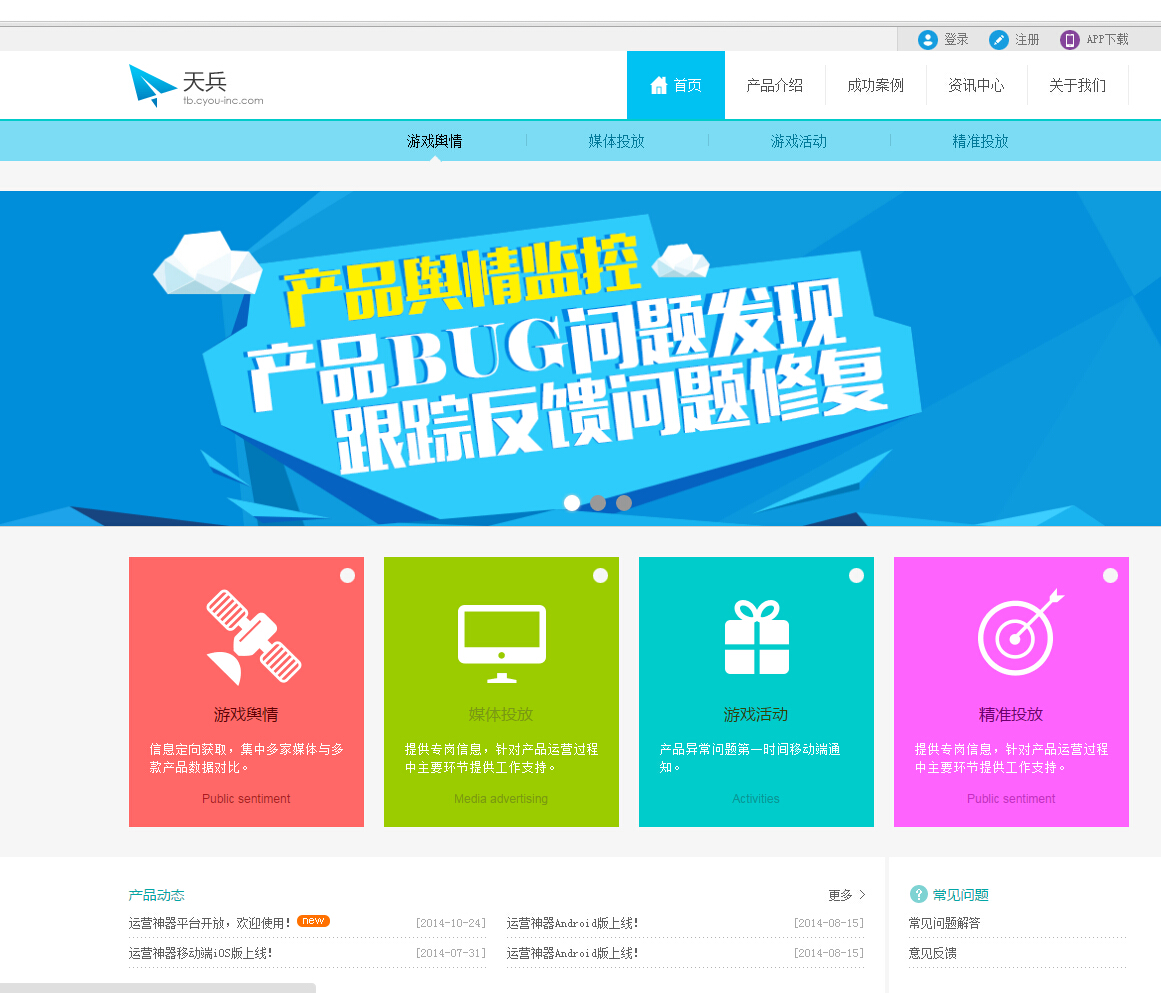 登录 注册 APP下载
天兵
tb.cyou-inc.com
首页 产品介绍 成功案例 资讯中心 关于我们
游戏舆情 媒体投放 游戏活动 精准投放
产品舆情监控
产品BUG问题发现
跟踪反馈问题修复
游戏舆情
信息定向获取，集中多家媒体与多
款产品数据对比。
Public sentiment
媒体投放
提供专岗信息，针对产品运营过程
中主要环节提供工作支持。
Media advertising
游戏活动
产品异常问题第一时间移动端通
知。
Activities
精准投放
提供专岗信息，针对产品运营过程
中主要环节提供工作支持。
Public sentiment
产品动态 更多
运营神器平台开放，欢迎使用！ new [2014-10-24]
运营神器Android版上线！ [2014-08-15]
运营神器移动端iOS版上线！ [2014-07-31]
运营神器Android版上线！ [2014-08-15]
? 常见问题
常见问题解答
意见反馈